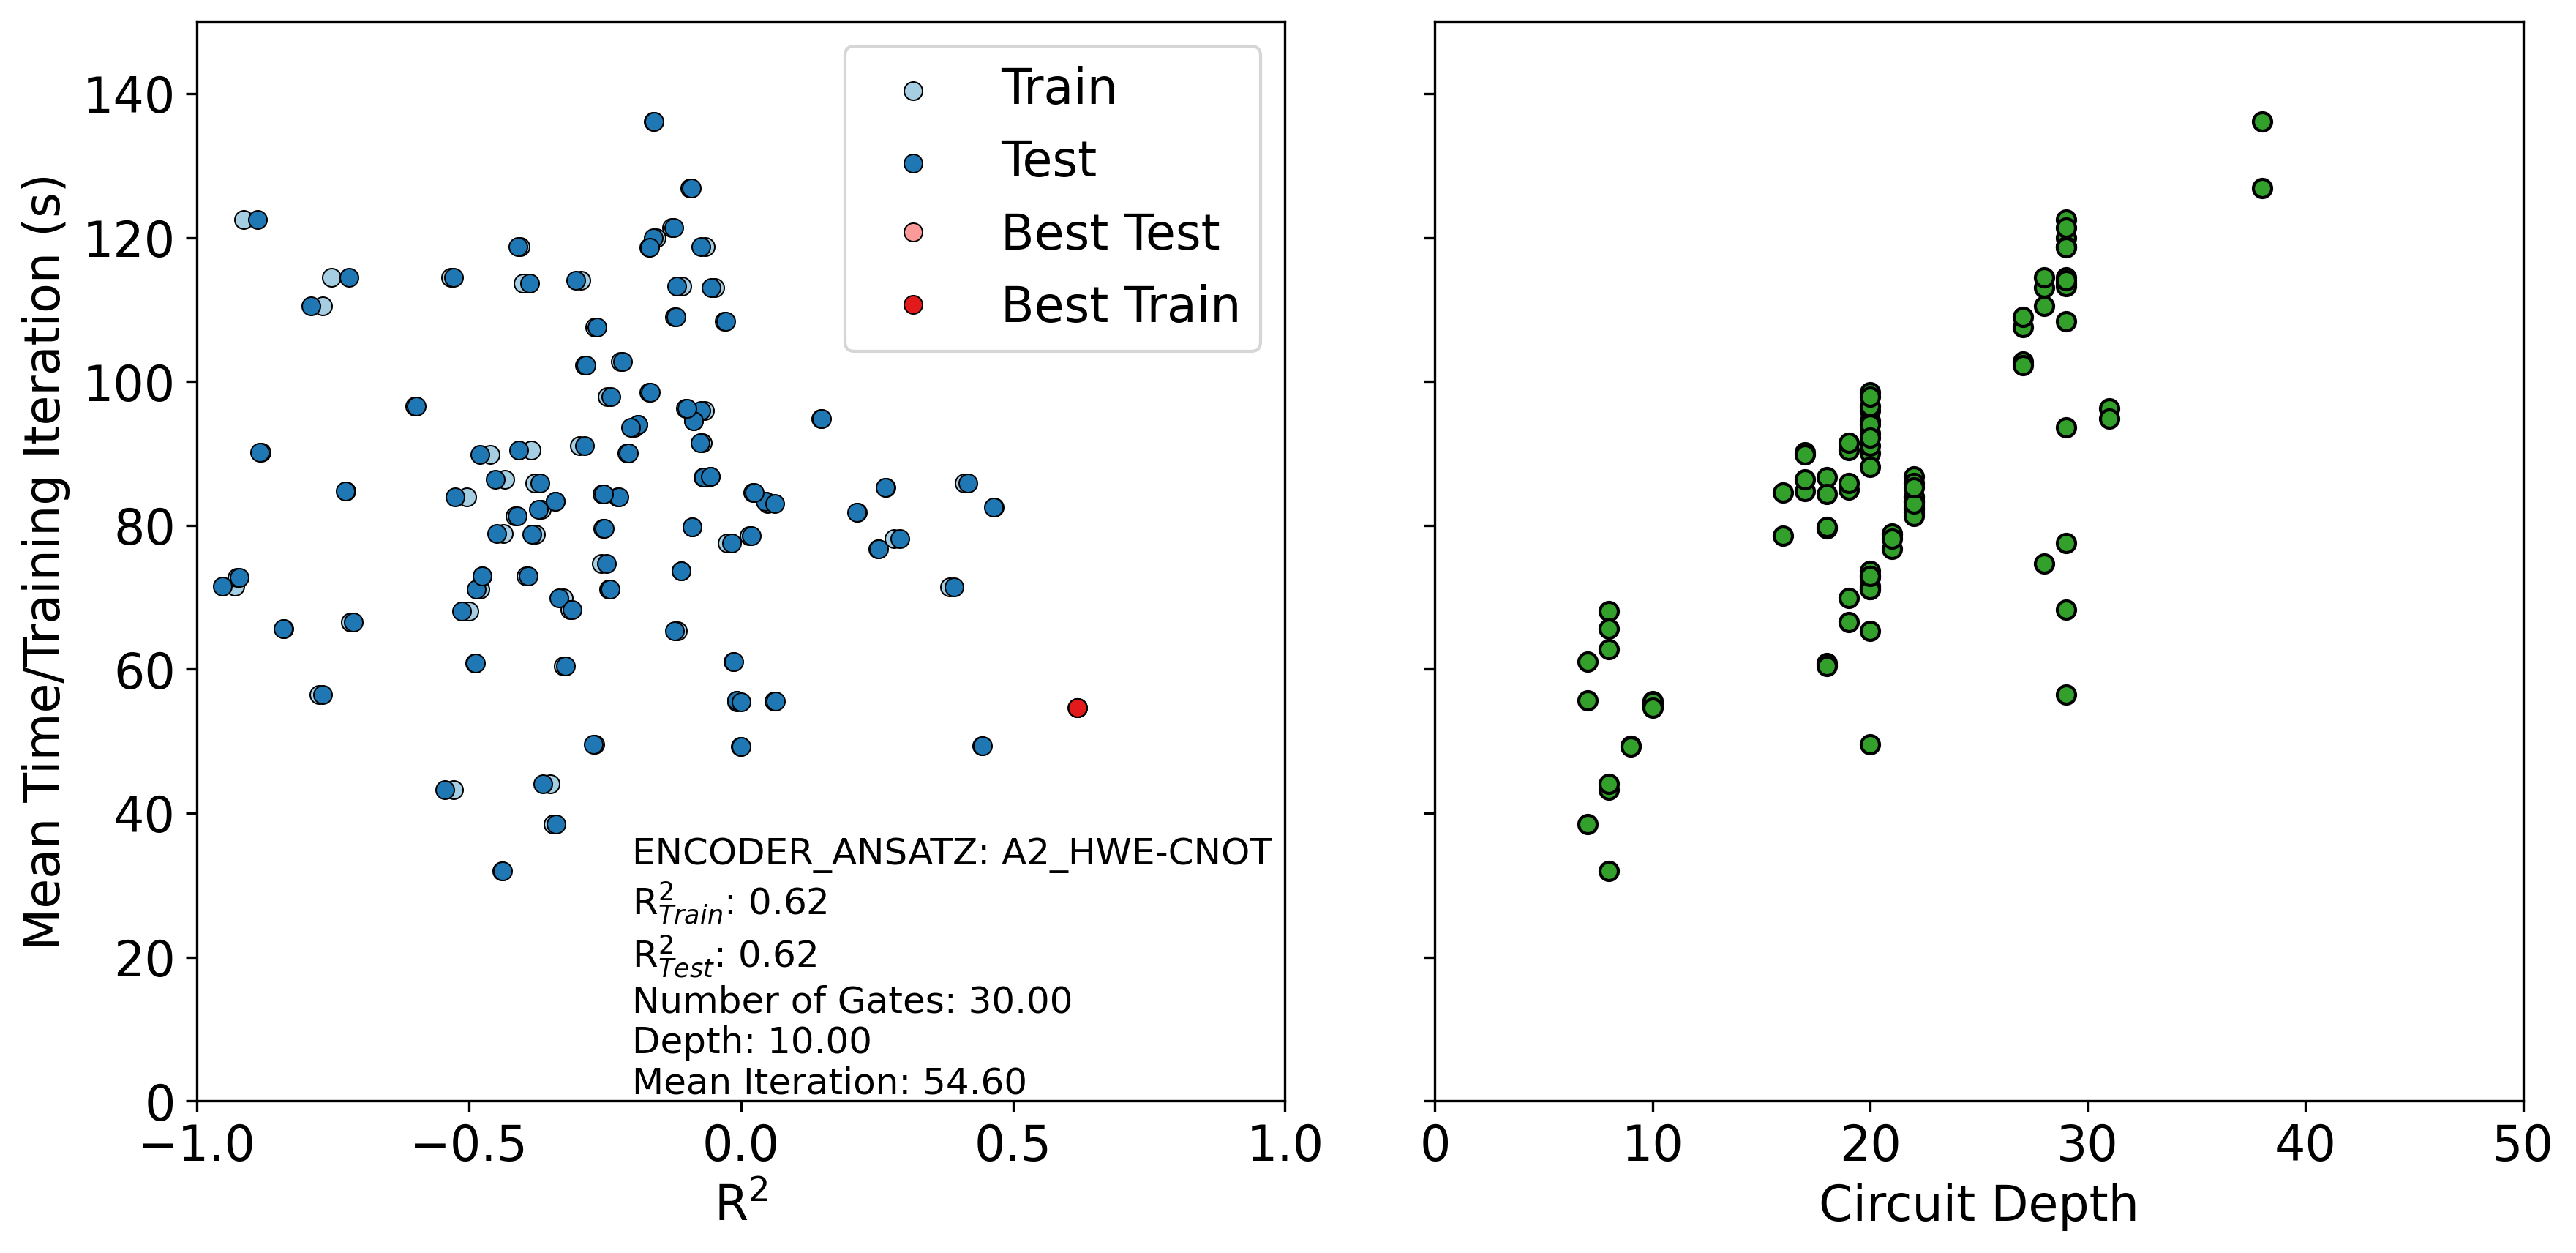 Mean Time/Training Iteration (s)
140
120
100
80
60
40
20
0
Train
Test
Best Test
Best Train
ENCODER_ANSATZ: A2_HWE-CNOT
R²Train: 0.62
R²Test: 0.62
Number of Gates: 30.00
Depth: 10.00
Mean Iteration: 54.60
−1.0 −0.5 0.0 0.5 1.0
R²
0 10 20 30 40 50
Circuit Depth